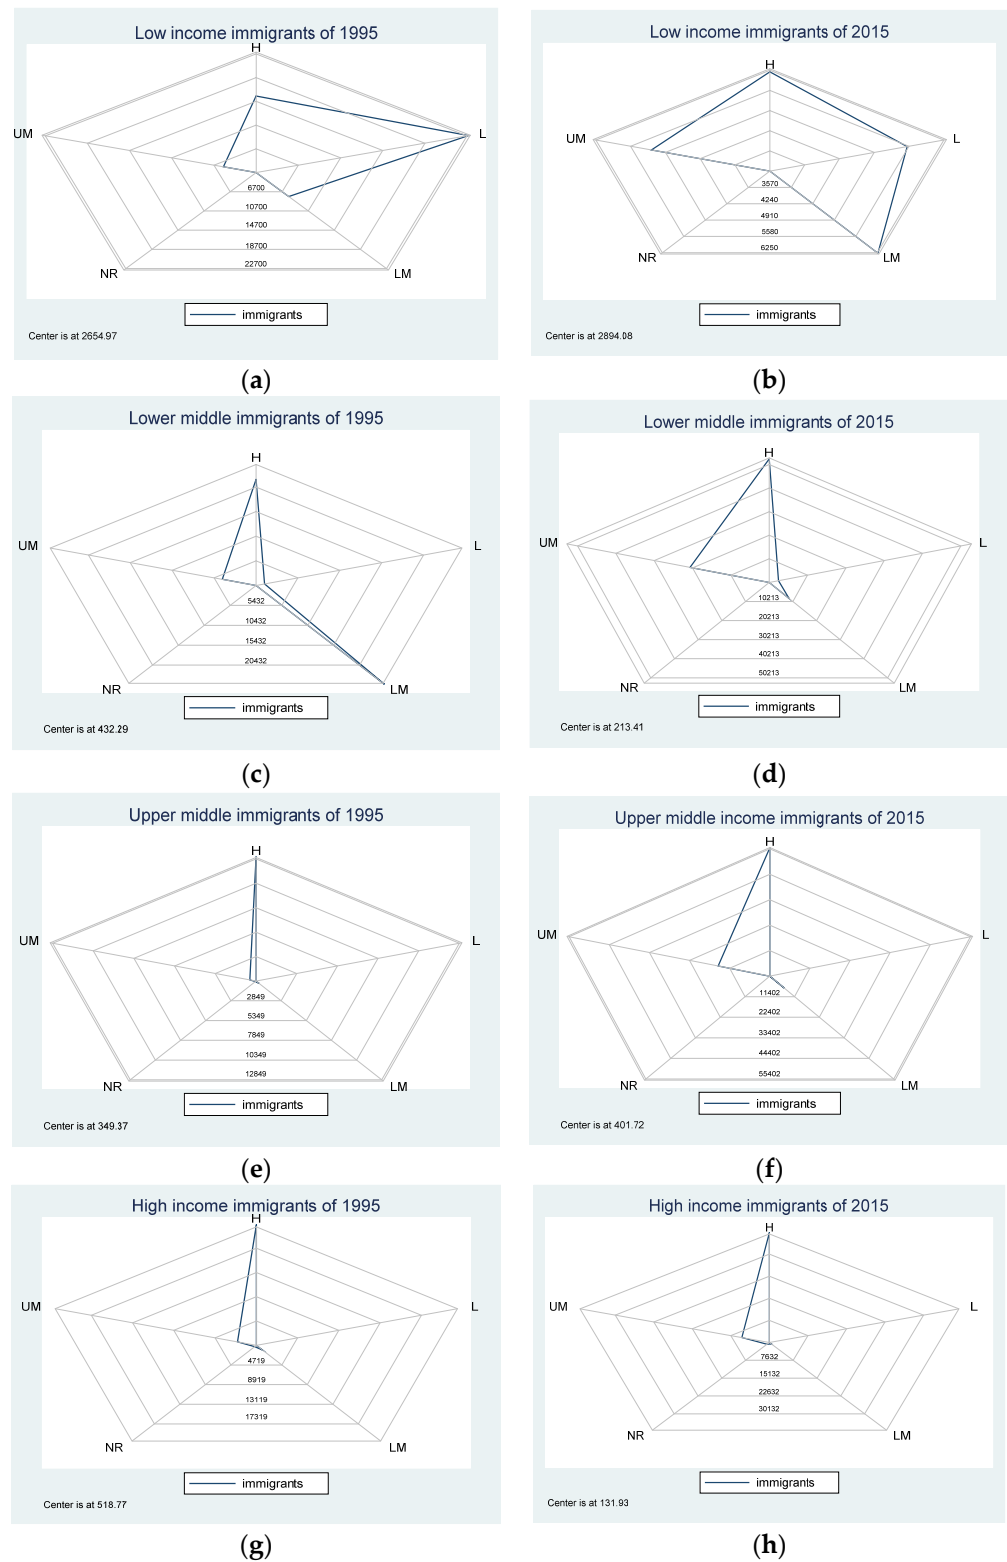 Low income immigrants of 1995
H
UM
L
6700
10700
14700
18700
22700
NR
LM
immigrants
Center is at 2654.97
(a)
Low income immigrants of 2015
H
UM
L
3570
4240
4910
5580
6250
NR
LM
immigrants
Center is at 2894.08
(b)
Lower middle immigrants of 1995
H
UM
L
5432
10432
15432
20432
NR
LM
immigrants
Center is at 432.29
(c)
Lower middle immigrants of 2015
H
UM
L
10213
20213
30213
40213
50213
NR
LM
immigrants
Center is at 213.41
(d)
Upper middle immigrants of 1995
H
UM
L
2849
5349
7849
10349
12849
NR
LM
immigrants
Center is at 349.37
(e)
Upper middle income immigrants of 2015
H
UM
L
11402
22402
33402
44402
55402
NR
LM
immigrants
Center is at 401.72
(f)
High income immigrants of 1995
H
UM
L
4719
8919
13119
17319
NR
LM
immigrants
Center is at 518.77
(g)
High income immigrants of 2015
H
UM
L
7632
15132
22632
30132
NR
LM
immigrants
Center is at 131.93
(h)